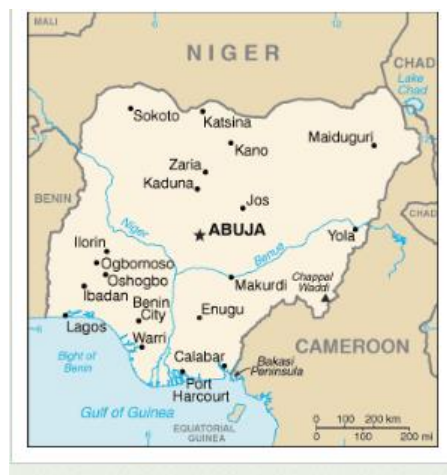 MALI
NIGER
CHAD
Lake
Chad
Sokoto
Katsina
Kano
Maiduguri
Zaria
Kaduna
BENIN
Jos
CHAD
Niger
ABUJA
Benue
Yola
Ilorin
Ogbomoso
Oshogbo
Ibadan
Makurdi
Chappal
Waddi
Benin
City
Enugu
Lagos
CAMEROON
Warri
Bight of
Benin
Calabar
Bakasi
Peninsula
Port
Harcourt
Gulf of Guinea
EQUATORIAL
GUINEA
0 100 200 km
0 100 200 mi